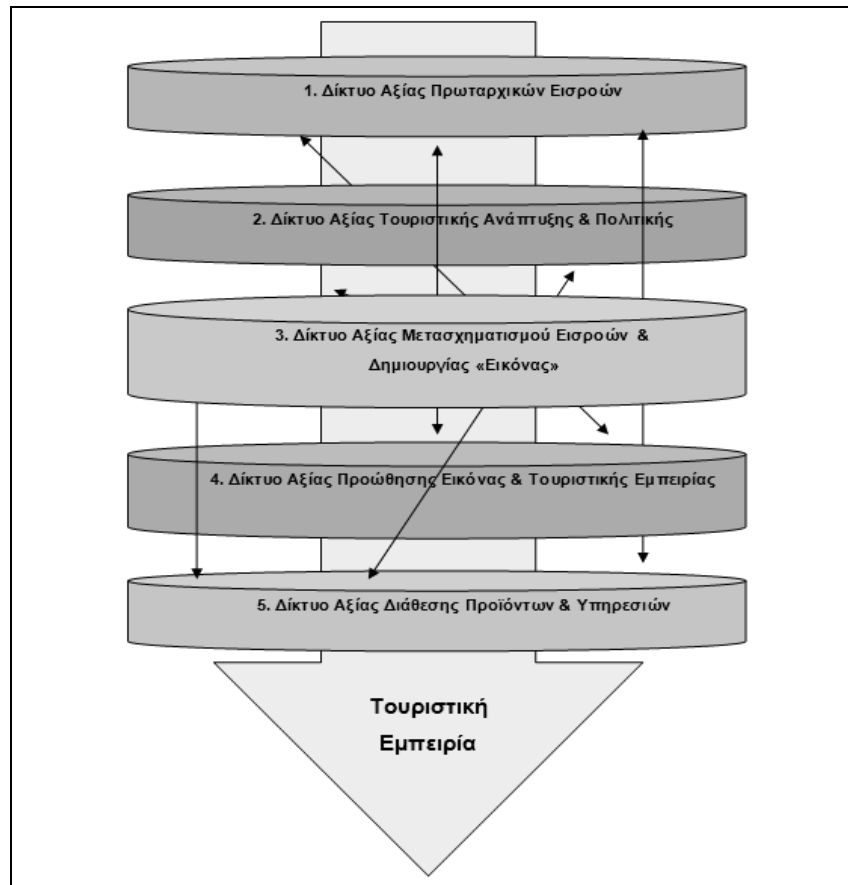 1. Δίκτυο Αξίας Πρωταρχικών Εισροών
2. Δίκτυο Αξίας Τουριστικής Ανάπτυξης & Πολιτικής
3. Δίκτυο Αξίας Μετασχηματισμού Εισροών &
Δημιουργίας «Εικόνας»
4. Δίκτυο Αξίας Προώθησης Εικόνας & Τουριστικής Εμπειρίας
5. Δίκτυο Αξίας Διάθεσης Προϊόντων & Υπηρεσιών
Τουριστική
Εμπειρία